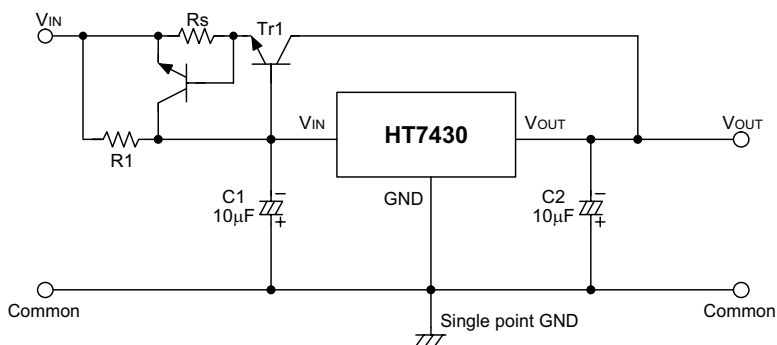 VIN
Rs
Tr1
VIN
HT7430
VOUT
VOUT
R1
GND
C1
10μF
−
+
C2
10μF
−
+
Common
Common
Single point GND